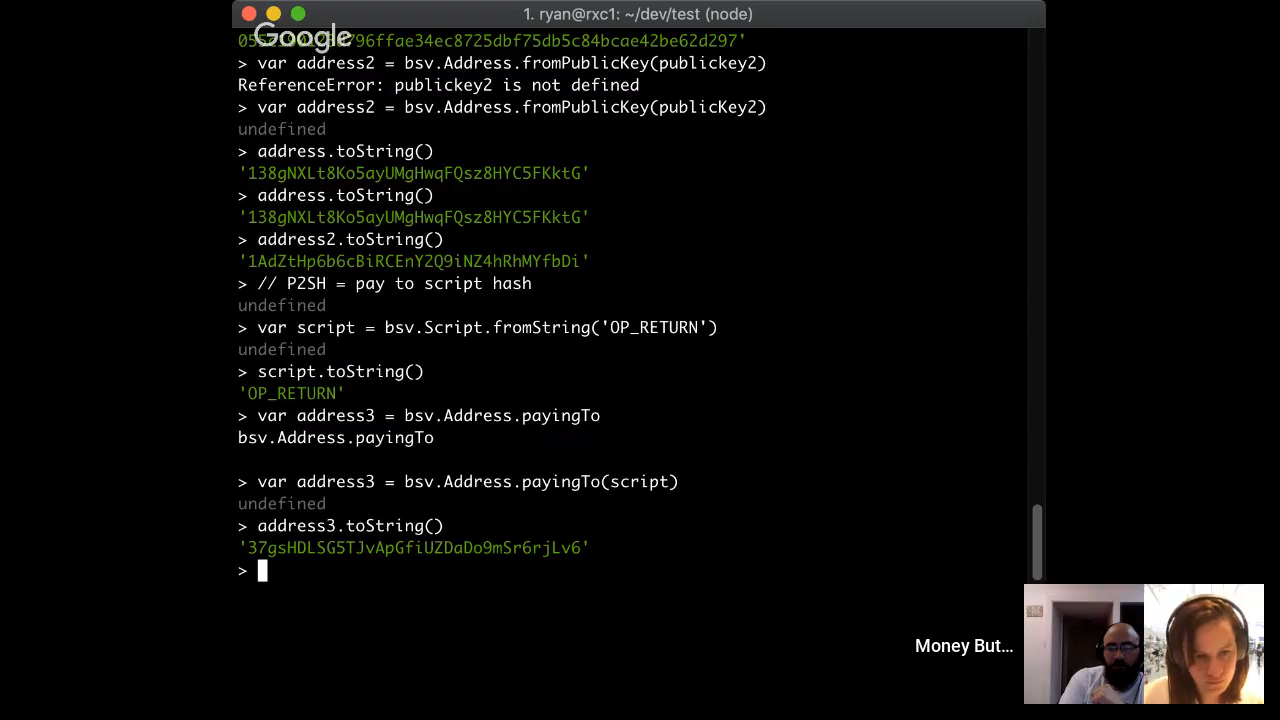 1. ryan@rxc1: ~/dev/test (node)
Google
796ffae34ec8725dbf75db5c84bcae42be62d297'
> var address2 = bsv.Address.fromPublicKey(publickey2)
ReferenceError: publickey2 is not defined
> var address2 = bsv.Address.fromPublicKey(publicKey2)
undefined
> address.toString()
'138gNXLt8Ko5ayUMgHwqFQsz8HYC5FKktG'
> address.toString()
'138gNXLt8Ko5ayUMgHwqFQsz8HYC5FKktG'
> address2.toString()
'1AdZtHp6b6cBiRCEnY2Q9iNZ4hRhMYfbDi'
> // P2SH = pay to script hash
undefined
> var script = bsv.Script.fromString('OP_RETURN')
undefined
> script.toString()
'OP_RETURN'
> var address3 = bsv.Address.payingTo
bsv.Address.payingTo
> var address3 = bsv.Address.payingTo(script)
undefined
> address3.toString()
'37gsHDLSG5TJvApGfiUZDaDo9mSr6rjLv6'
>
Money But...